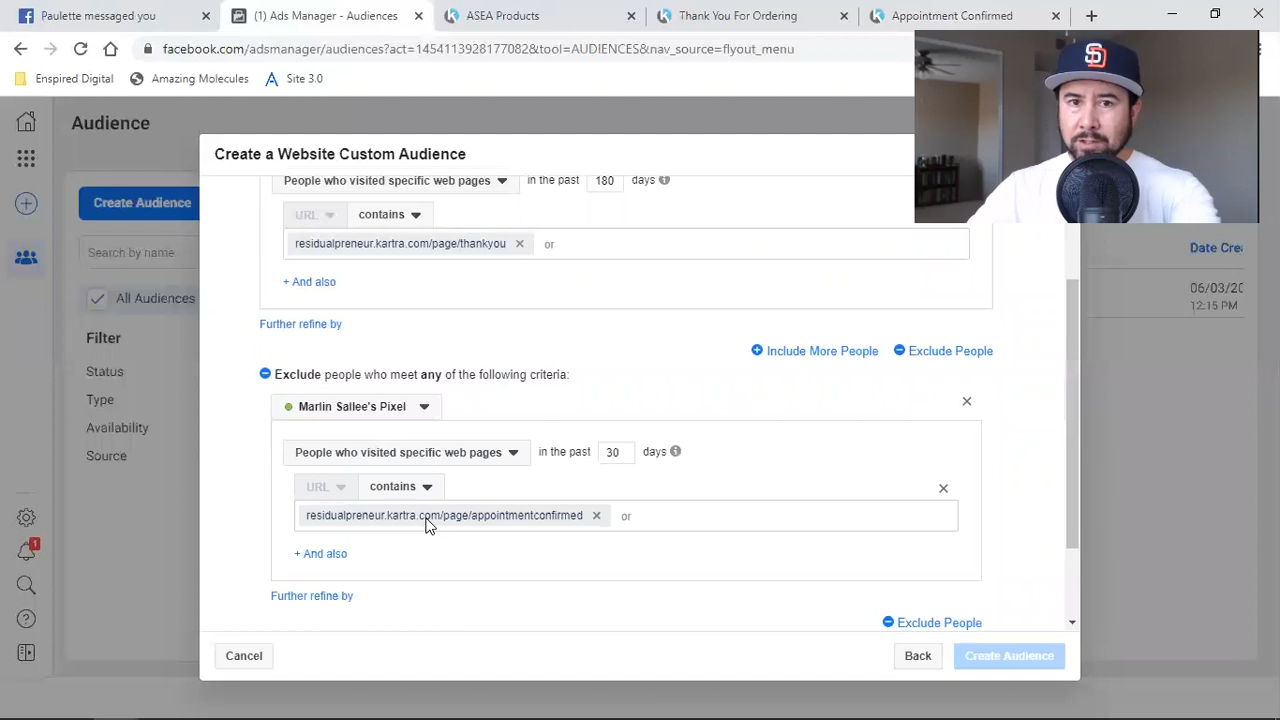 Paulette messaged you
(1) Ads Manager - Audiences
ASEA Products
Thank You For Ordering
Appointment Confirmed
facebook.com/adsmanager/audiences?act=1454113928177082&tool=AUDIENCES&nav_source=flyout_menu
Enspired Digital
Amazing Molecules
Site 3.0
Audience
Create a Website Custom Audience
People who visited specific web pages in the past 180 days
Create Audience
URL contains
residualpreneur.kartra.com/page/thankyou or
Search by name
Date Cre
+ And also
All Audiences
06/03/20
12:15 PM
Further refine by
Filter
Include More People Exclude People
Status
Exclude people who meet any of the following criteria:
Type
Marlin Sallee's Pixel
Availability
People who visited specific web pages in the past 30 days
Source
URL contains
residualpreneur.kartra.com/page/appointmentconfirmed or
1
+ And also
Further refine by
Exclude People
Cancel
Back
Create Audience